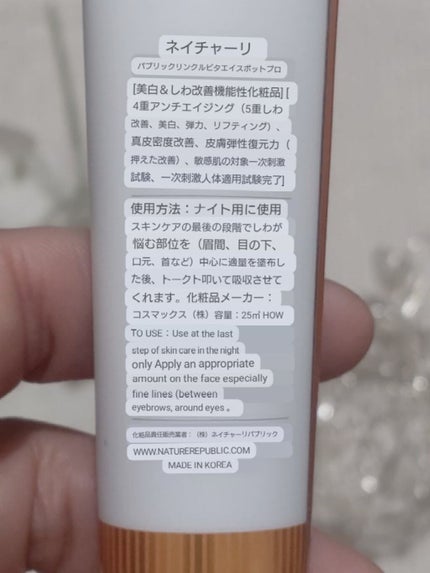 ネイチャーリ
パブリックリンクルビタエイスポットプロ
[美白＆しわ改善機能性化粧品] [
4重アンチエイジング（5重しわ
改善、美白、弾力、リフティング）、
真皮密度改善、皮膚弾性復元力（
押えた改善）、敏感肌の対象一次刺激
試験、一次刺激人体適用試験完了]
使用方法：ナイト用に使用
スキンケアの最後の段階でしわが
悩む部位を（眉間、目の下、
口元、首など）中心に適量を塗布し
た後、トークト叩いて吸収させて
くれます。化粧品メーカー：
コスマックス（株）容量：25㎖ HOW
TO USE：Use at the last
step of skin care in the night
only Apply an appropriate
amount on the face especially
fine lines (between
eyebrows, around eyes 。
化粧品責任販売業者：（株）ネイチャーリパブリック
WWW.NATUREREPUBLIC.COM
MADE IN KOREA